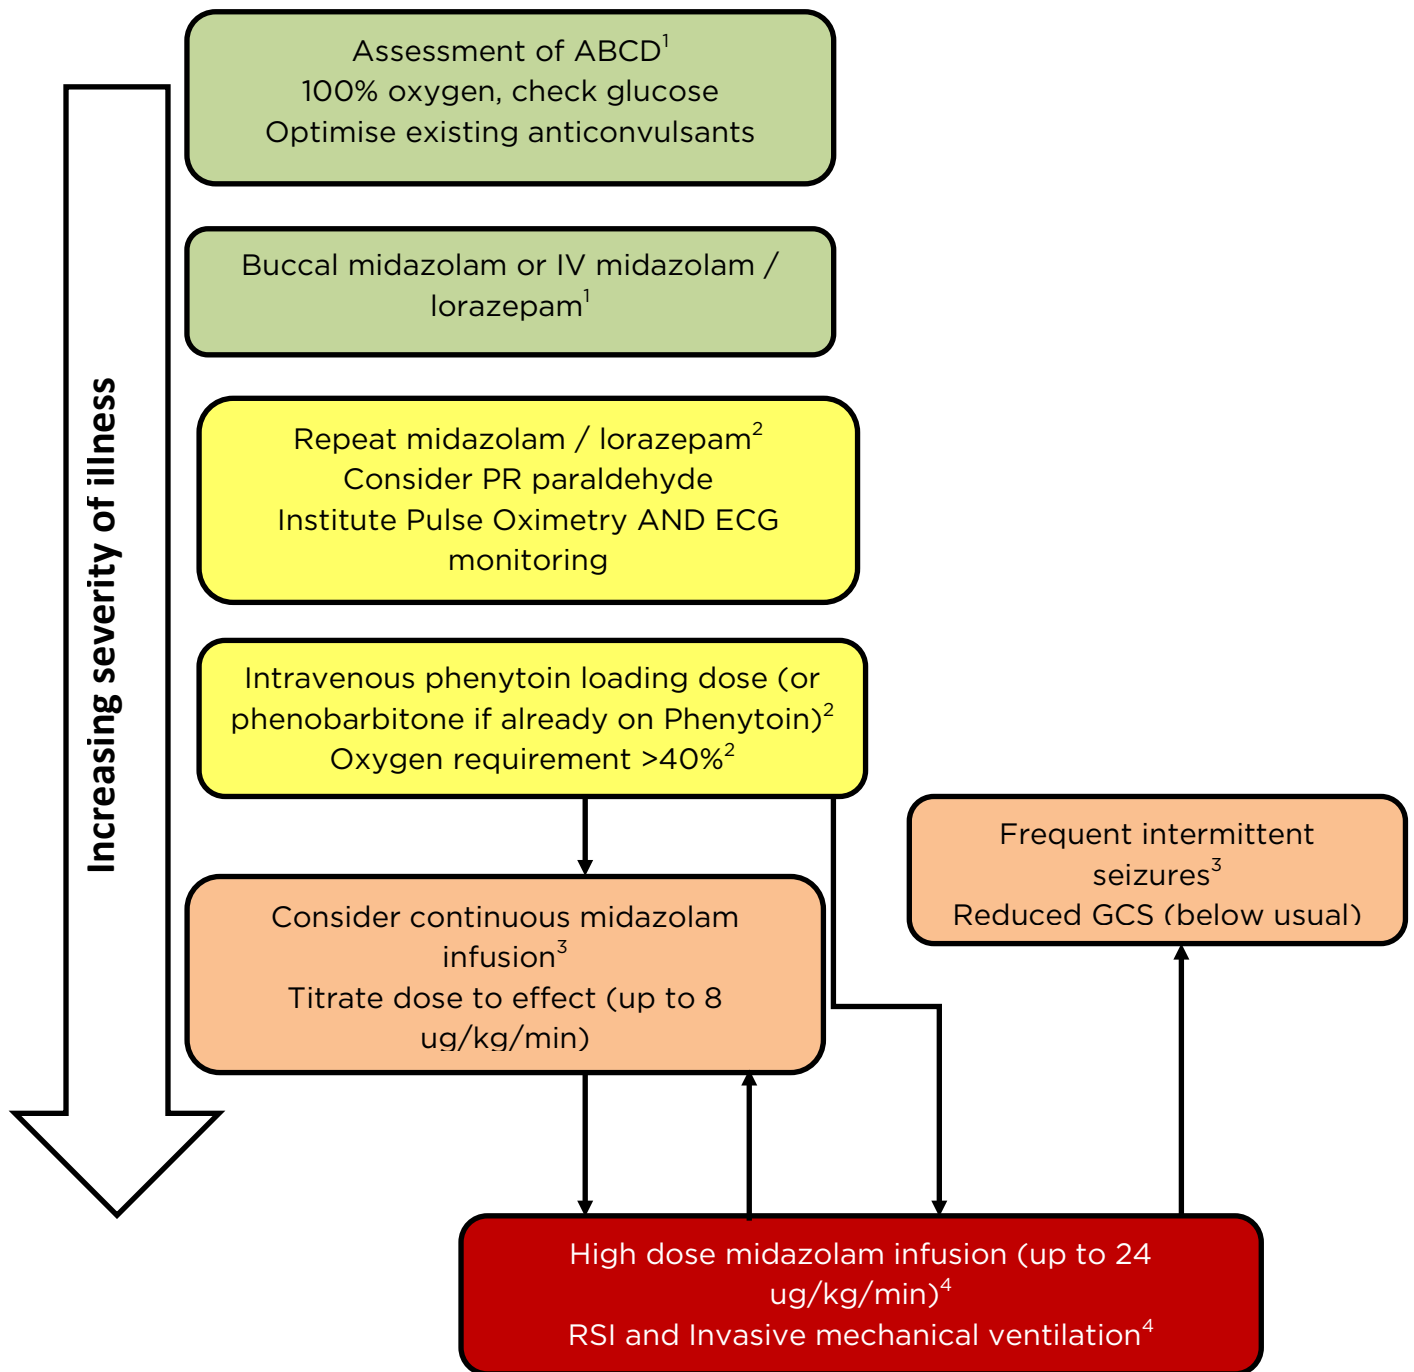 Assessment of ABCD¹
100% oxygen, check glucose
Optimise existing anticonvulsants
Buccal midazolam or IV midazolam /
lorazepam¹
Increasing severity of illness
Repeat midazolam / lorazepam²
Consider PR paraldehyde
Institute Pulse Oximetry AND ECG
monitoring
Intravenous phenytoin loading dose (or
phenobarbitone if already on Phenytoin)²
Oxygen requirement >40%²
Frequent intermittent
seizures³
Reduced GCS (below usual)
Consider continuous midazolam
infusion³
Titrate dose to effect (up to 8
ug/kg/min)
High dose midazolam infusion (up to 24
ug/kg/min)⁴
RSI and Invasive mechanical ventilation⁴